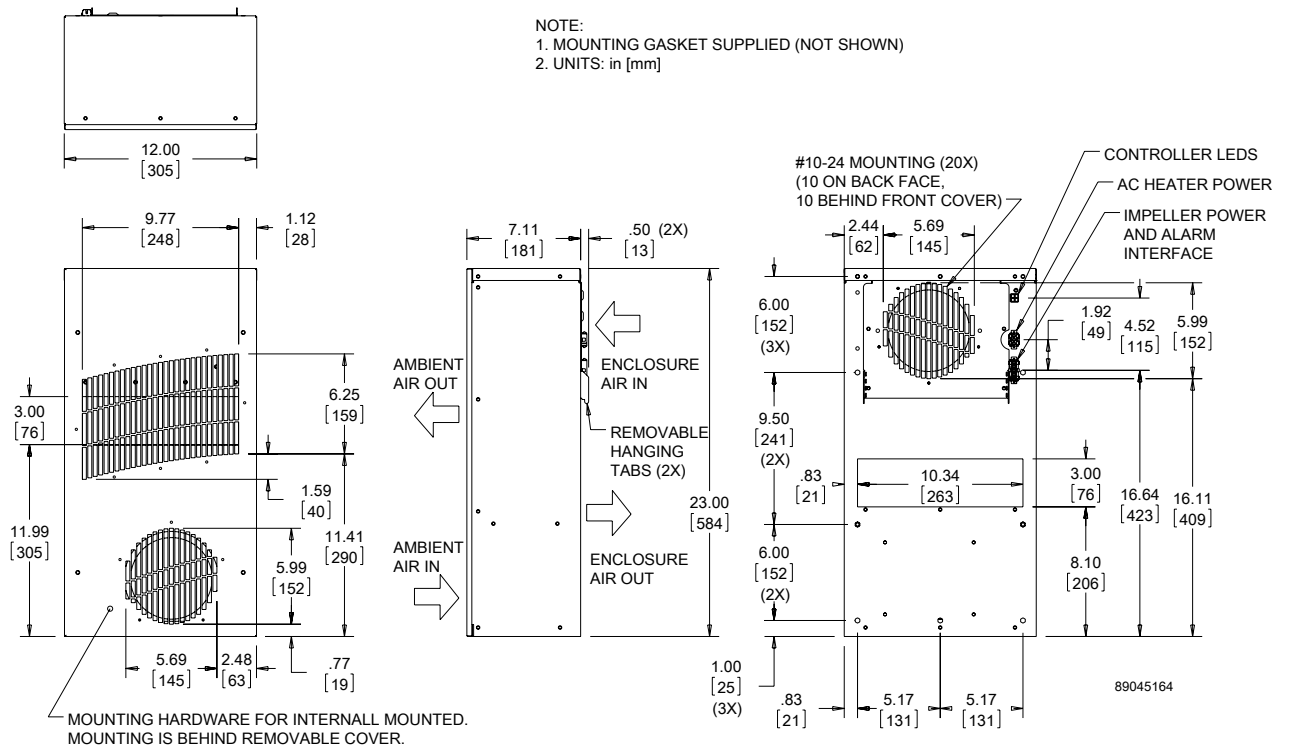 NOTE:
1. MOUNTING GASKET SUPPLIED (NOT SHOWN)
2. UNITS: in [mm]
12.00
[305]
9.77
[248]
1.12
[28]
3.00
[76]
11.99
[305]
6.25
[159]
1.59
[40]
11.41
[290]
5.99
[152]
5.69
[145]
2.48
[63]
.77
[19]
MOUNTING HARDWARE FOR INTERNALL MOUNTED.
MOUNTING IS BEHIND REMOVABLE COVER.
7.11
[181]
.50 (2X)
[13]
AMBIENT
AIR OUT
ENCLOSURE
AIR IN
REMOVABLE
HANGING
TABS (2X)
23.00
[584]
AMBIENT
AIR IN
ENCLOSURE
AIR OUT
#10-24 MOUNTING (20X)
(10 ON BACK FACE,
10 BEHIND FRONT COVER)
CONTROLLER LEDS
AC HEATER POWER
IMPELLER POWER
AND ALARM
INTERFACE
2.44
[62]
5.69
[145]
6.00
[152]
(3X)
1.92
[49]
4.52
[115]
5.99
[152]
9.50
[241]
(2X)
.83
[21]
10.34
[263]
3.00
[76]
16.64
[423]
16.11
[409]
8.10
[206]
6.00
[152]
(2X)
1.00
[25]
(3X)
.83
[21]
5.17
[131]
5.17
[131]
89045164